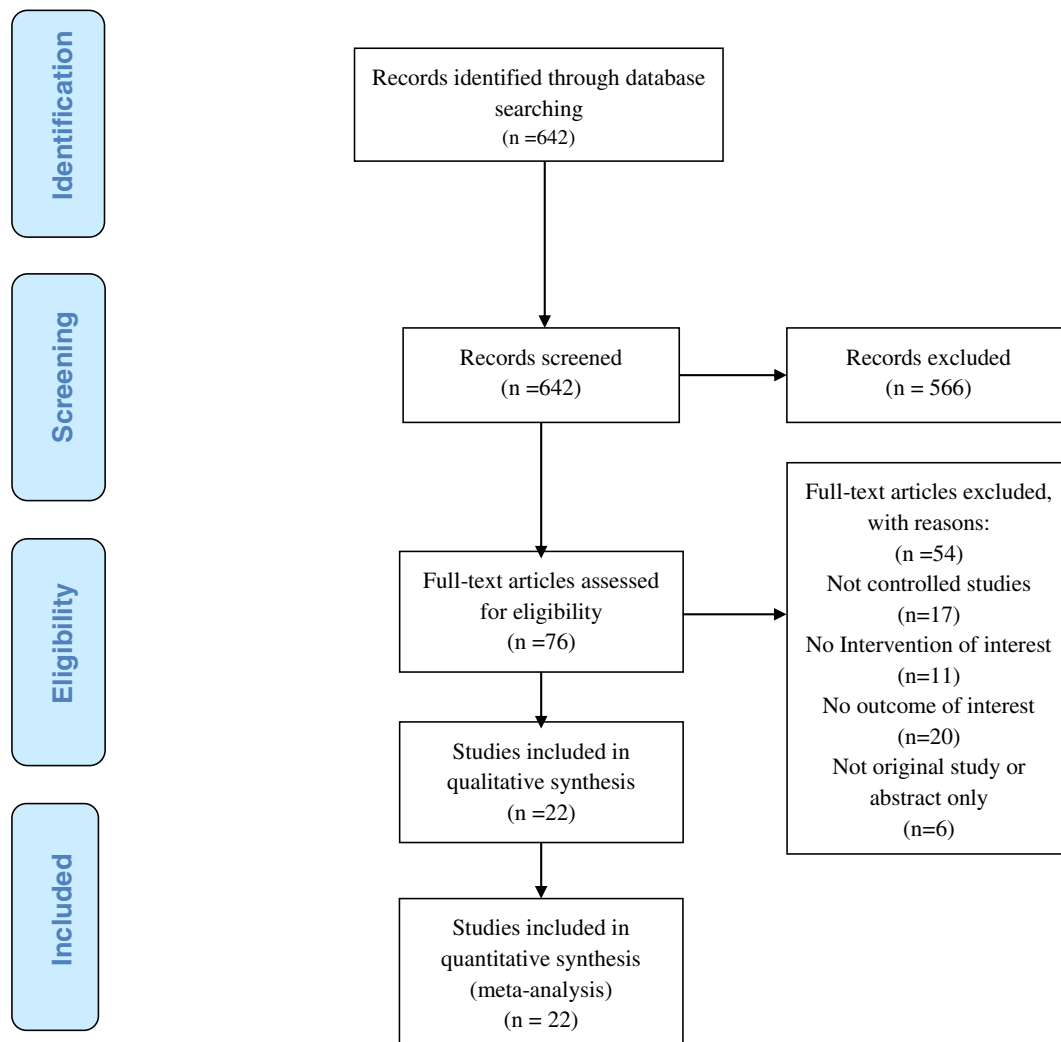 Identification
Records identified through database
searching
(n =642)
Screening
Records screened
(n =642)
Records excluded
(n = 566)
Eligibility
Full-text articles assessed
for eligibility
(n =76)
Full-text articles excluded,
with reasons:
(n =54)
Not controlled studies
(n=17)
No Intervention of interest
(n=11)
No outcome of interest
(n=20)
Not original study or
abstract only
(n=6)
Studies included in
qualitative synthesis
(n =22)
Included
Studies included in
quantitative synthesis
(meta-analysis)
(n = 22)